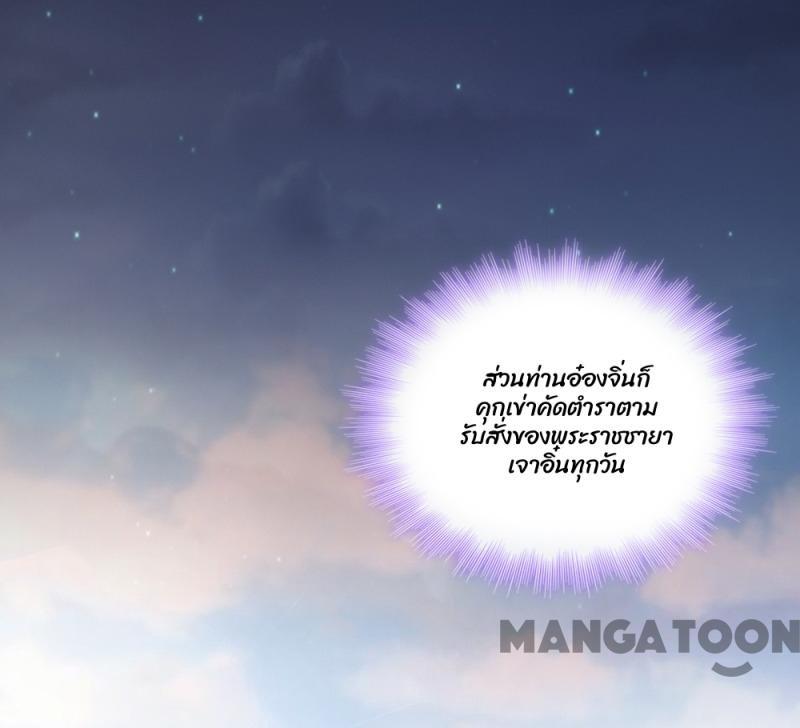 ส่วนท่านอ๋องจิ่นก็
คุกเข่าคัดตำราตาม
รับสั่งของพระราชชายา
เจาอิ๋นทุกวัน
MANGATOON